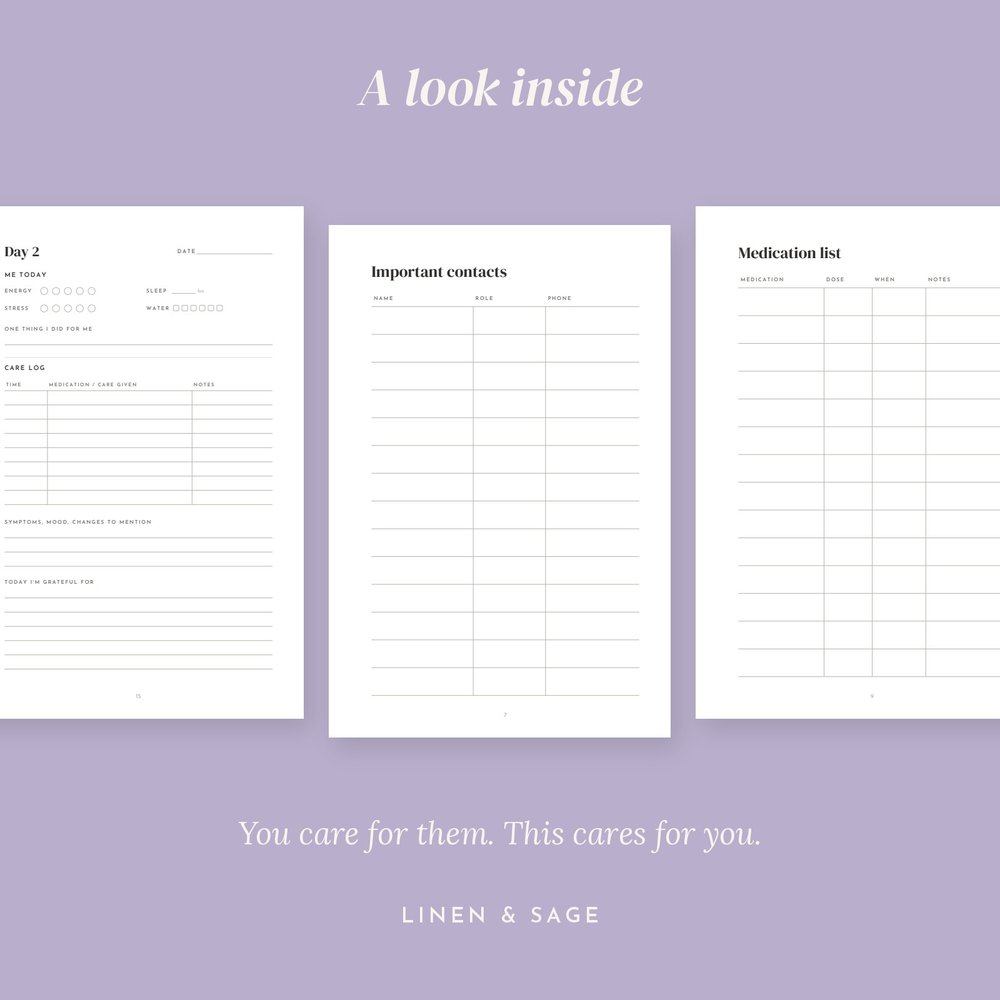 A look inside
Day 2
DATE
ME TODAY
ENERGY
SLEEP hrs
STRESS
WATER
ONE THING I DID FOR ME
CARE LOG
TIME MEDICATION / CARE GIVEN NOTES
SYMPTOMS, MOOD, CHANGES TO MENTION
TODAY I'M GRATEFUL FOR
15
Important contacts
NAME ROLE PHONE
7
Medication list
MEDICATION DOSE WHEN NOTES
9
You care for them. This cares for you.
LINEN & SAGE